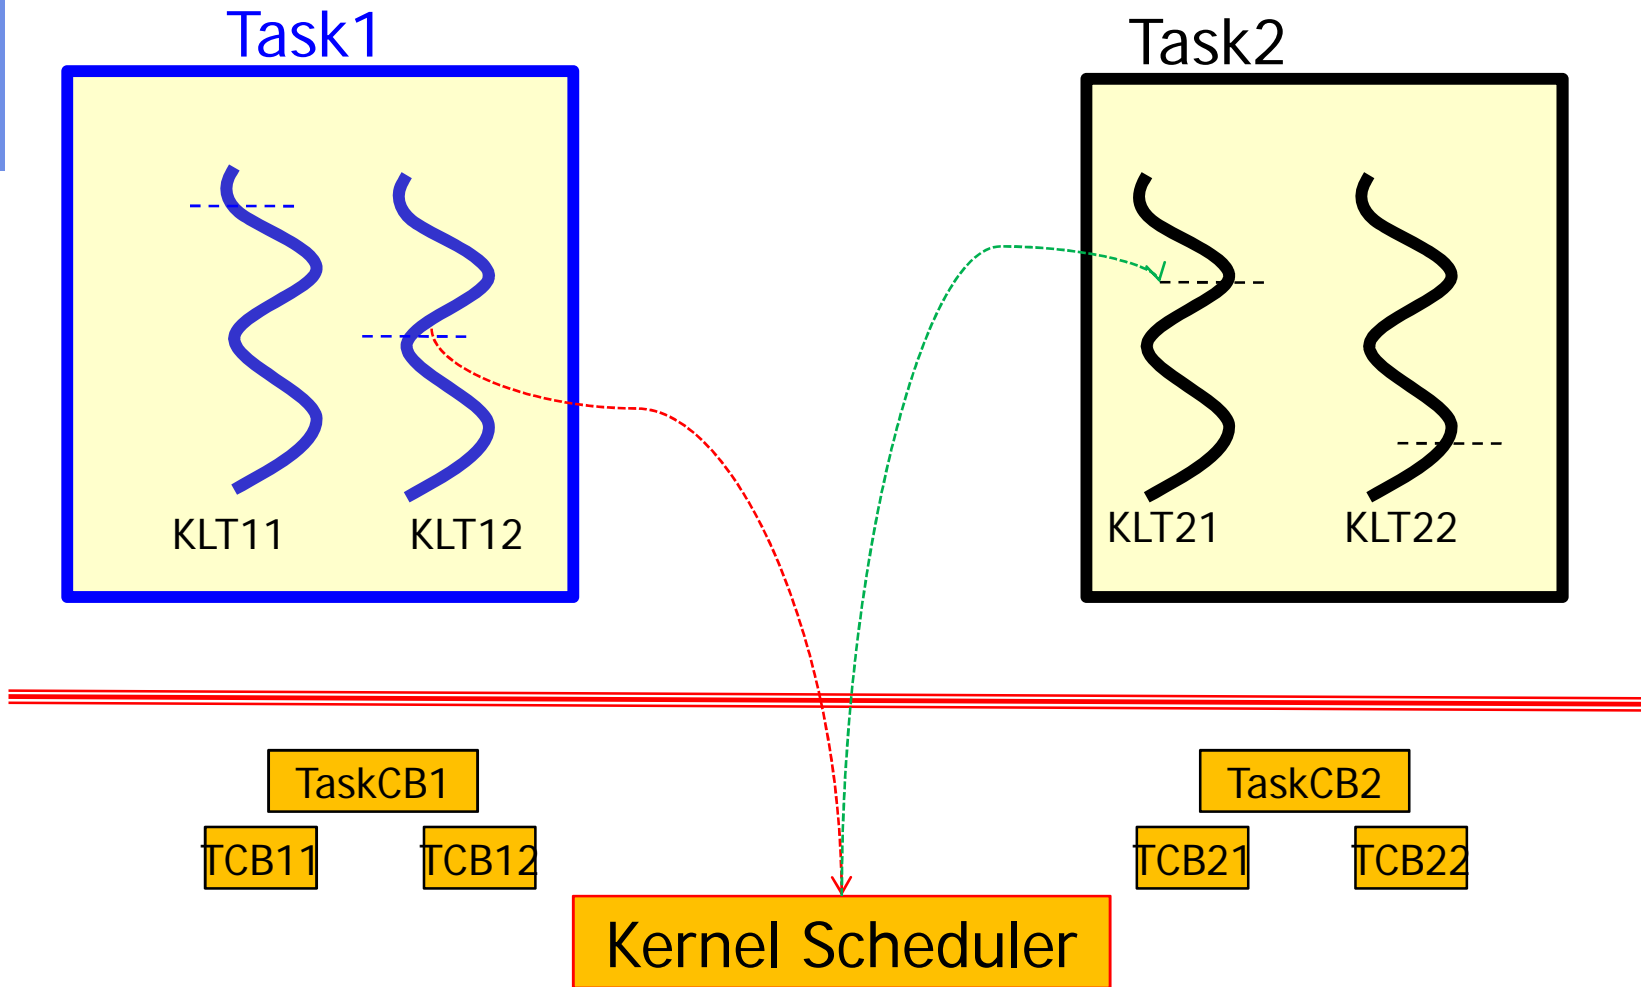 Task1
Task2
KLT11
KLT12
KLT21
KLT22
TaskCB1
TaskCB2
TCB11
TCB12
TCB21
TCB22
Kernel Scheduler